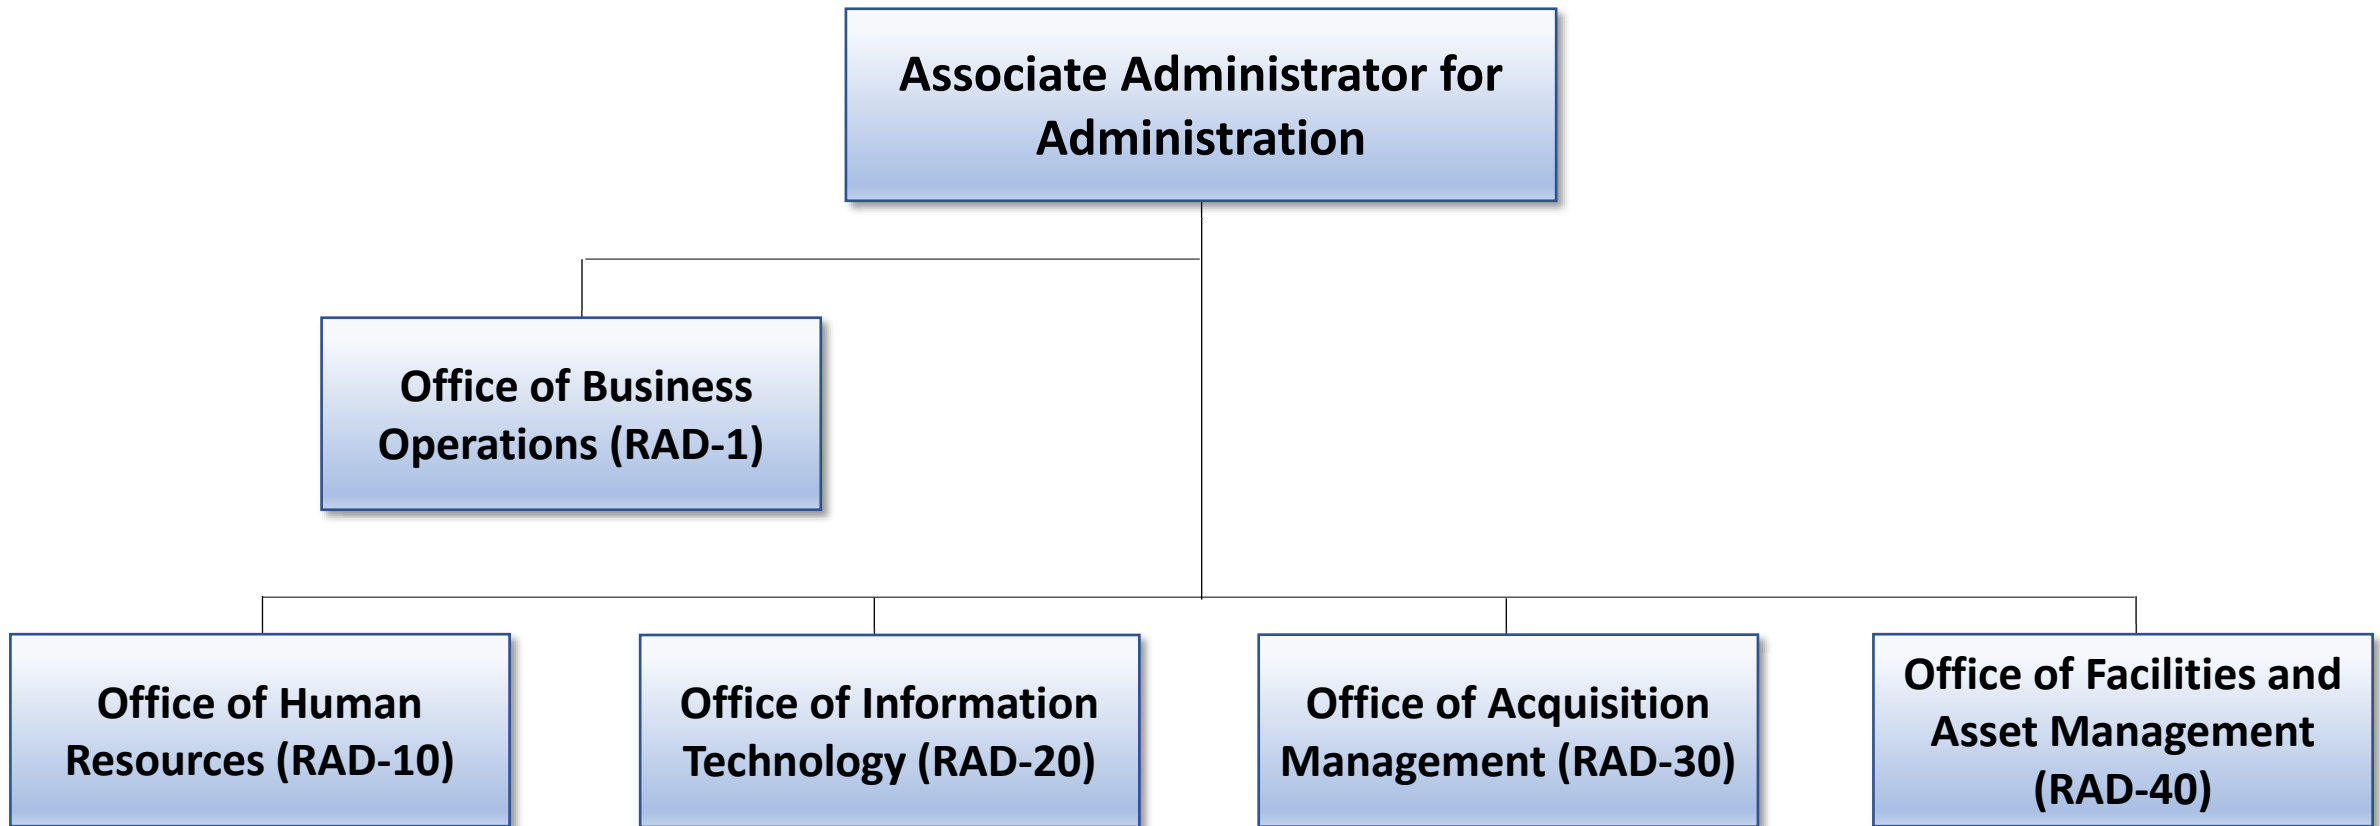 Associate Administrator for
Administration
Office of Business
Operations (RAD-1)
Office of Human
Resources (RAD-10)
Office of Information
Technology (RAD-20)
Office of Acquisition
Management (RAD-30)
Office of Facilities and
Asset Management
(RAD-40)